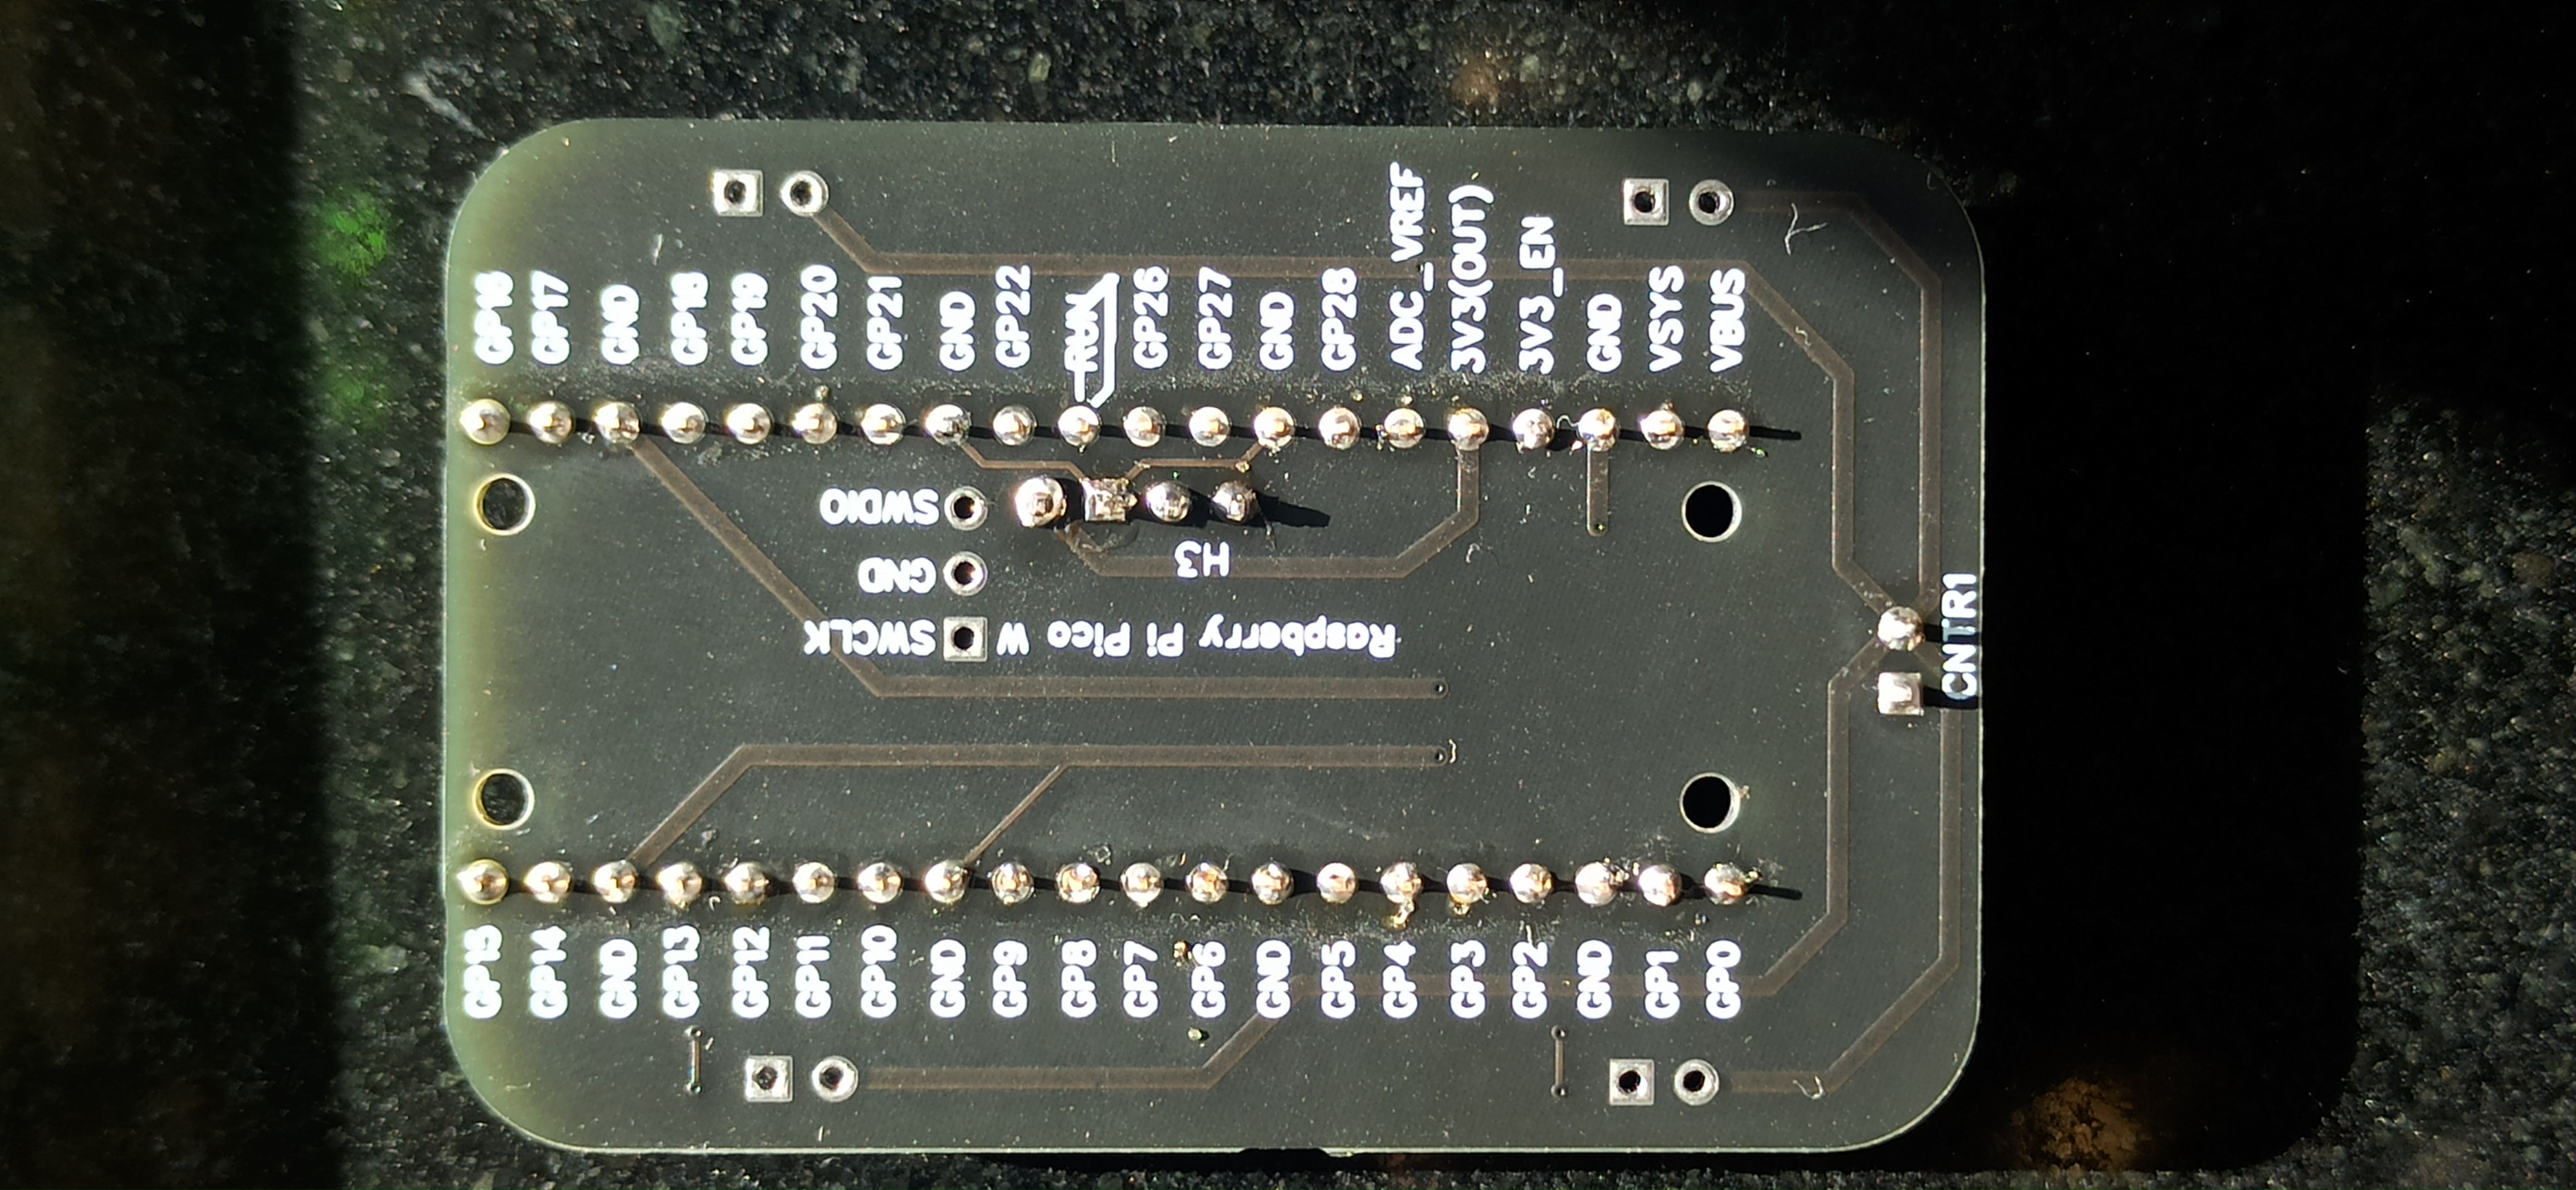 GP0
GP1
GND
GP2
GP3
GP4
GP5
GND
GP6
GP7
GP8
GP9
GND
GP10
GP11
GP12
GP13
GND
GP14
GP15
CNTR1
Raspberry Pi Pico W
SWCLK
GND
SWDIO
H3
VBUS
VSYS
GND
3V3_EN
3V3(OUT)
ADC_VREF
GP28
GND
GP27
GP26
RUN
GP22
GND
GP21
GP20
GP19
GP18
GND
GP17
GP16